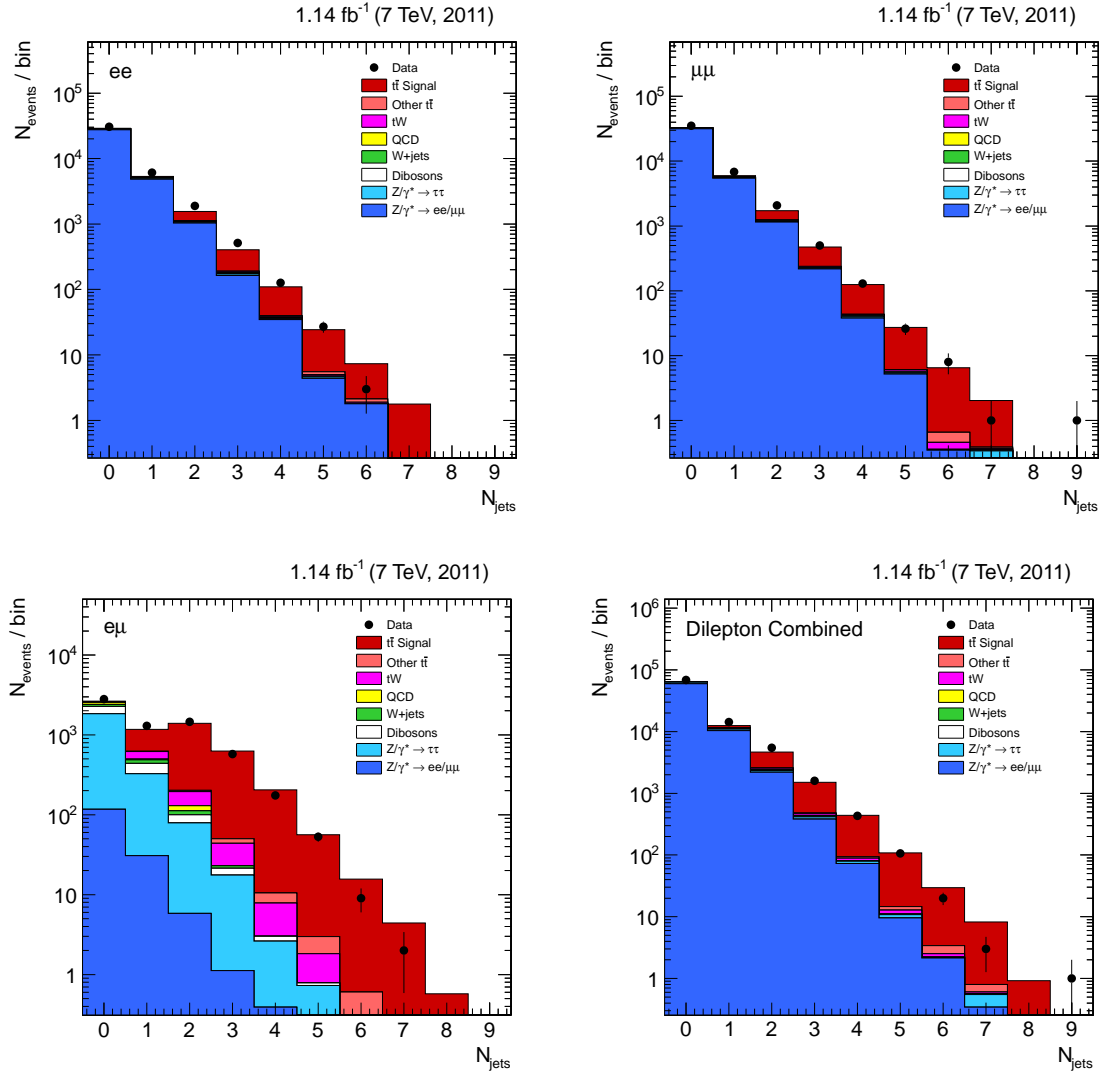 1.14 fb⁻¹ (7 TeV, 2011)
N_events / bin
ee
Data
tt̄ Signal
Other tt̄
tW
QCD
W+jets
Dibosons
Z/γ* → ττ
Z/γ* → ee/μμ
10⁵
10⁴
10³
10²
10
1
0 1 2 3 4 5 6 7 8 9
N_jets
1.14 fb⁻¹ (7 TeV, 2011)
N_events / bin
μμ
Data
tt̄ Signal
Other tt̄
tW
QCD
W+jets
Dibosons
Z/γ* → ττ
Z/γ* → ee/μμ
10⁵
10⁴
10³
10²
10
1
0 1 2 3 4 5 6 7 8 9
N_jets
1.14 fb⁻¹ (7 TeV, 2011)
N_events / bin
eμ
Data
tt̄ Signal
Other tt̄
tW
QCD
W+jets
Dibosons
Z/γ* → ττ
Z/γ* → ee/μμ
10⁴
10³
10²
10
1
0 1 2 3 4 5 6 7 8 9
N_jets
1.14 fb⁻¹ (7 TeV, 2011)
N_events / bin
Dilepton Combined
Data
tt̄ Signal
Other tt̄
tW
QCD
W+jets
Dibosons
Z/γ* → ττ
Z/γ* → ee/μμ
10⁶
10⁵
10⁴
10³
10²
10
1
0 1 2 3 4 5 6 7 8 9
N_jets